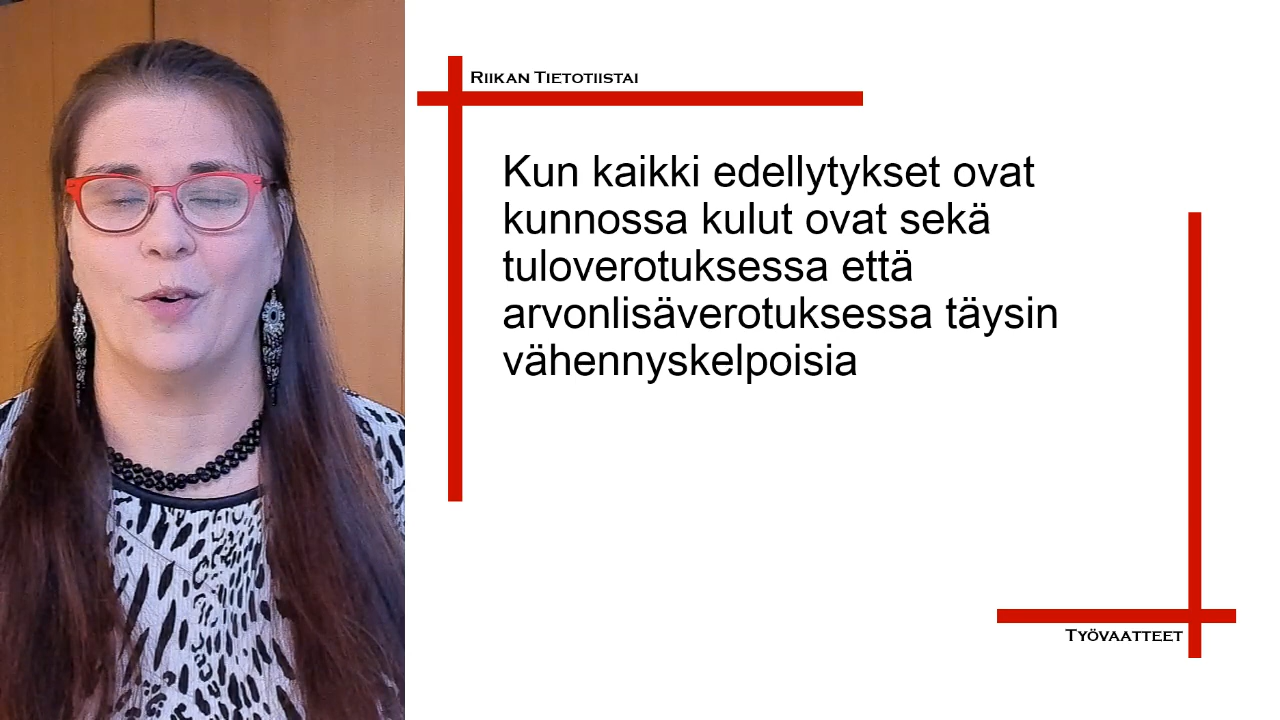 Riikan Tietotiistai
Kun kaikki edellytykset ovat
kunnossa kulut ovat sekä
tuloverotuksessa että
arvonlisäverotuksessa täysin
vähennyskelpoisia
Työvaatteet